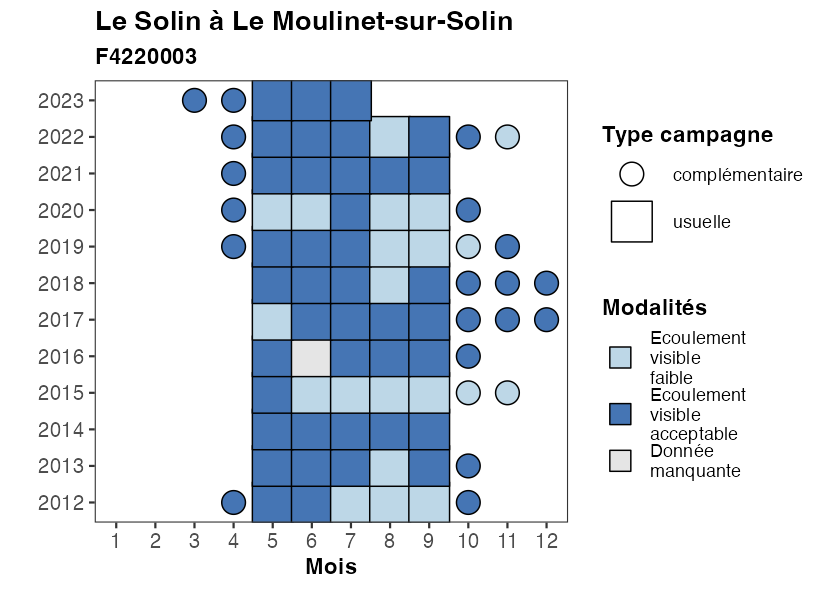 Le Solin à Le Moulinet-sur-Solin
F4220003
2023
2022
2021
2020
2019
2018
2017
2016
2015
2014
2013
2012
1 2 3 4 5 6 7 8 9 10 11 12
Mois
Type campagne
complémentaire
usuelle
Modalités
Ecoulement
visible
faible
Ecoulement
visible
acceptable
Donnée
manquante